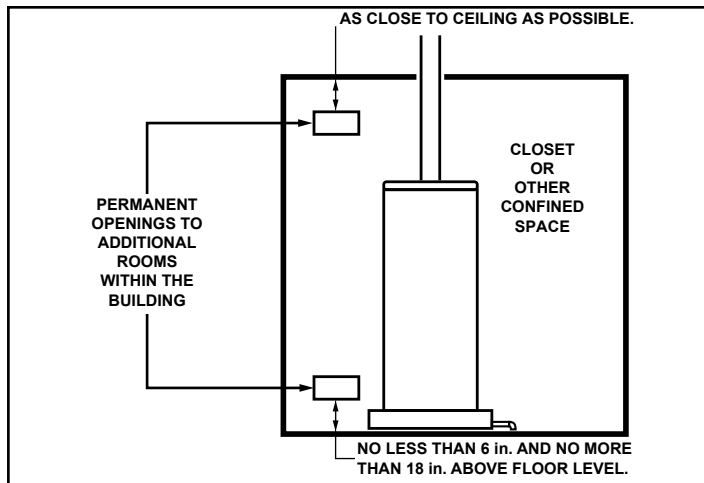 AS CLOSE TO CEILING AS POSSIBLE.
CLOSET
OR
OTHER
CONFINED
SPACE
PERMANENT
OPENINGS TO
ADDITIONAL
ROOMS
WITHIN THE
BUILDING
NO LESS THAN 6 in. AND NO MORE
THAN 18 in. ABOVE FLOOR LEVEL.